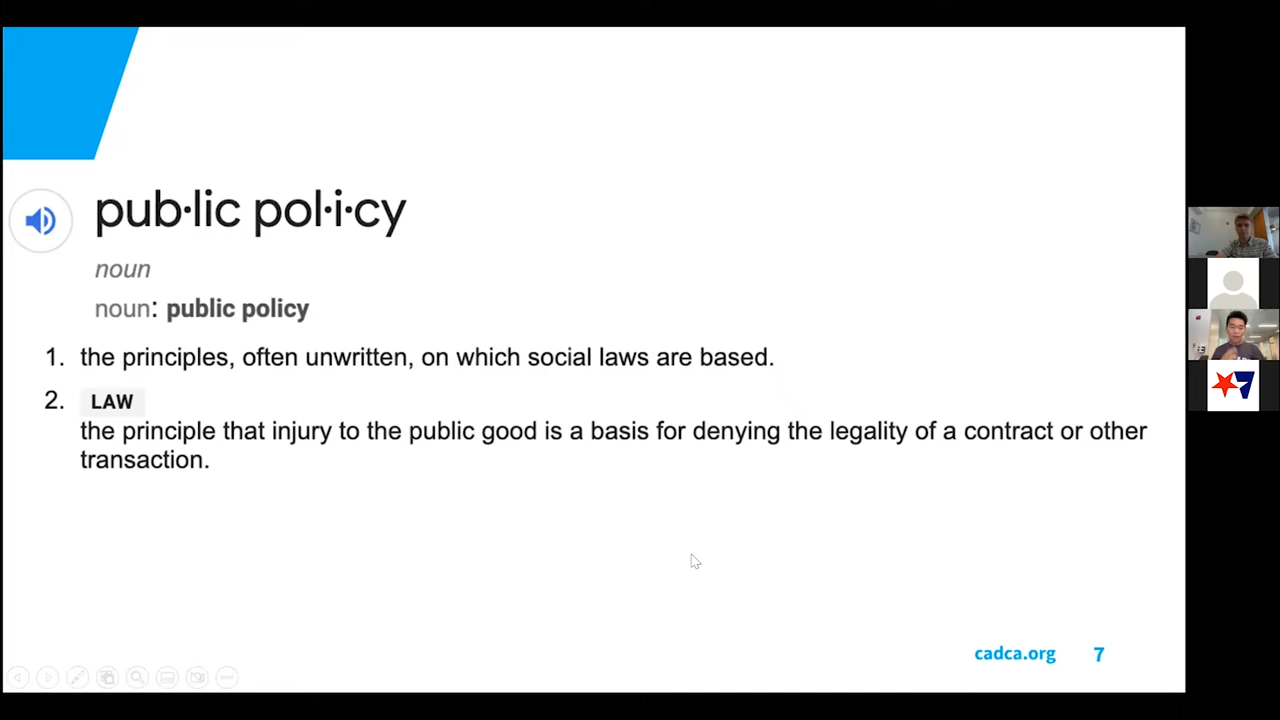 pub·lic pol·i·cy
noun
noun: public policy
1. the principles, often unwritten, on which social laws are based.
2. LAW
the principle that injury to the public good is a basis for denying the legality of a contract or other
transaction.
cadca.org 7